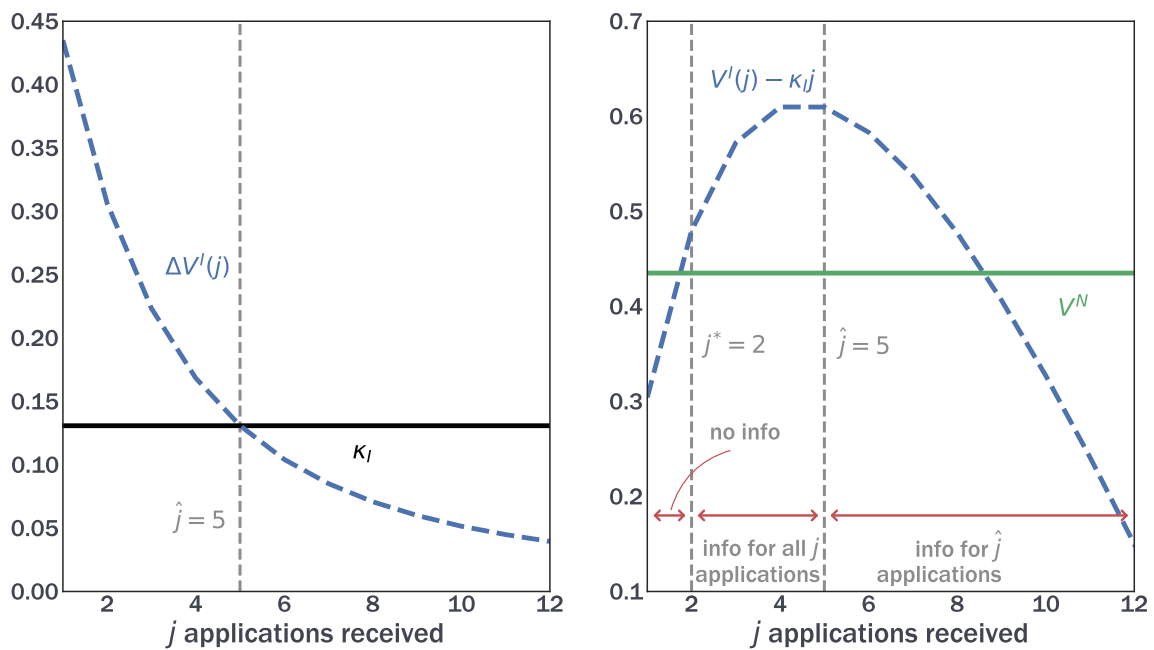 0.45
0.40
0.35
0.30
0.25
0.20
0.15
0.10
0.05
0.00
ΔVᴵ(j)
κ_I
ĵ = 5
2 4 6 8 10 12
j applications received
0.7
0.6
0.5
0.4
0.3
0.2
0.1
Vᴵ(j) − κ_I j
Vᴺ
j* = 2
ĵ = 5
no info
info for all j
applications
info for ĵ
applications
2 4 6 8 10 12
j applications received